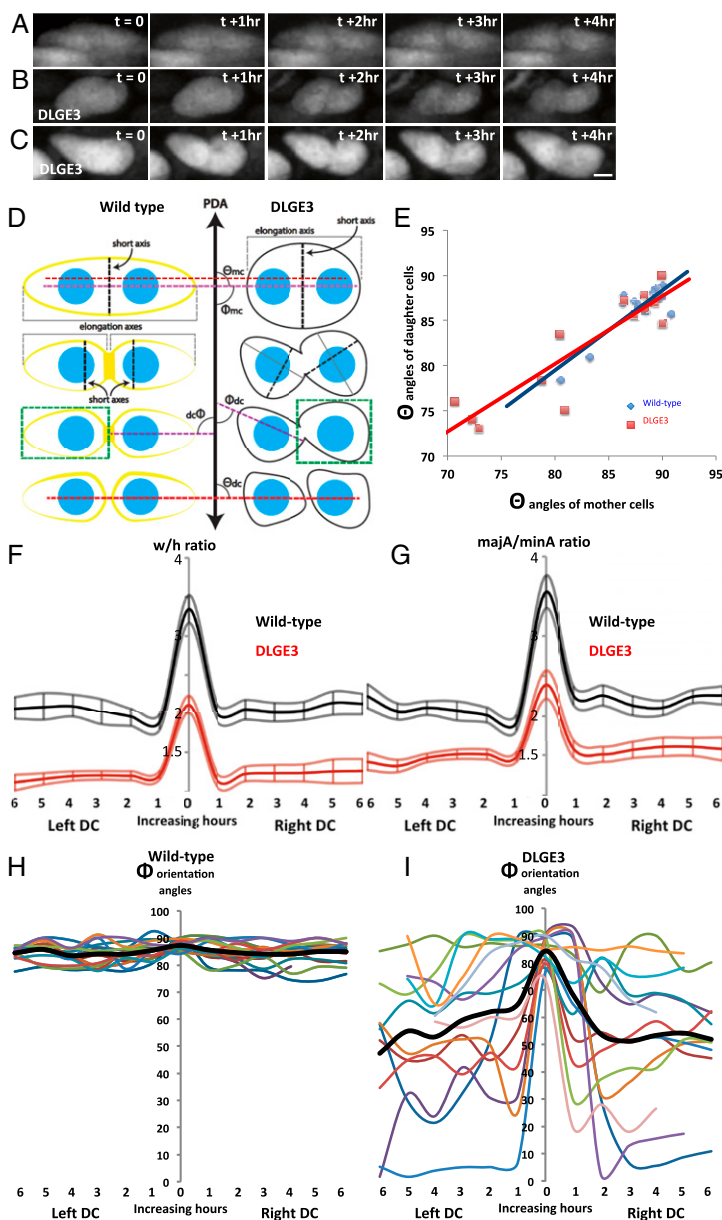 A
t = 0
t +1hr
t +2hr
t +3hr
t +4hr
B
t = 0
t +1hr
t +2hr
t +3hr
t +4hr
DLGE3
C
t = 0
t +1hr
t +2hr
t +3hr
t +4hr
DLGE3
D
Wild type
PDA
DLGE3
short axis
elongation axis
short axis
Θmc
Φmc
elongation axes
short axes
dcΦ
Φdc
Θdc
E
Θ angles of daughter cells
95
90
85
80
75
70
Wild-type
DLGE3
70
75
80
85
90
95
Θ angles of mother cells
F
w/h ratio
4
3
2
1.5
Wild-type
DLGE3
6 5 4 3 2 1 0 1 2 3 4 5 6
Left DC
Increasing hours
Right DC
G
majA/minA ratio
4
3
2
1.5
Wild-type
DLGE3
6 5 4 3 2 1 0 1 2 3 4 5 6
Left DC
Increasing hours
Right DC
H
Wild-type
Φ orientation
angles
100
90
80
70
60
50
40
30
20
10
0
6 5 4 3 2 1 0 1 2 3 4 5 6
Left DC
Increasing hours
Right DC
I
DLGE3
Φ orientation
angles
100
90
80
70
60
50
40
30
20
10
0
6 5 4 3 2 1 0 1 2 3 4 5 6
Left DC
Increasing hours
Right DC